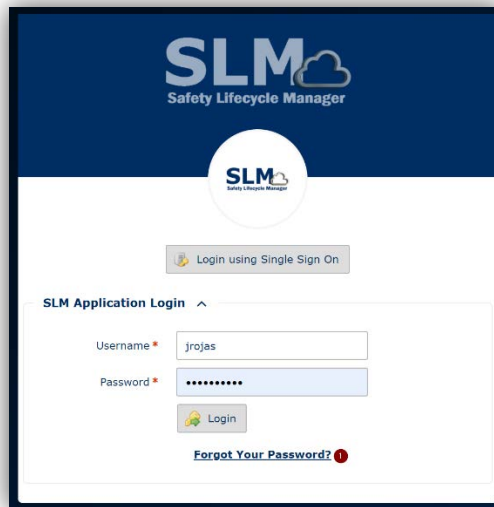 SLM
Safety Lifecycle Manager
SLM
Safety Lifecycle Manager
Login using Single Sign On
SLM Application Login
Username * jrojas
Password * ••••••••••
Login
Forgot Your Password? 1